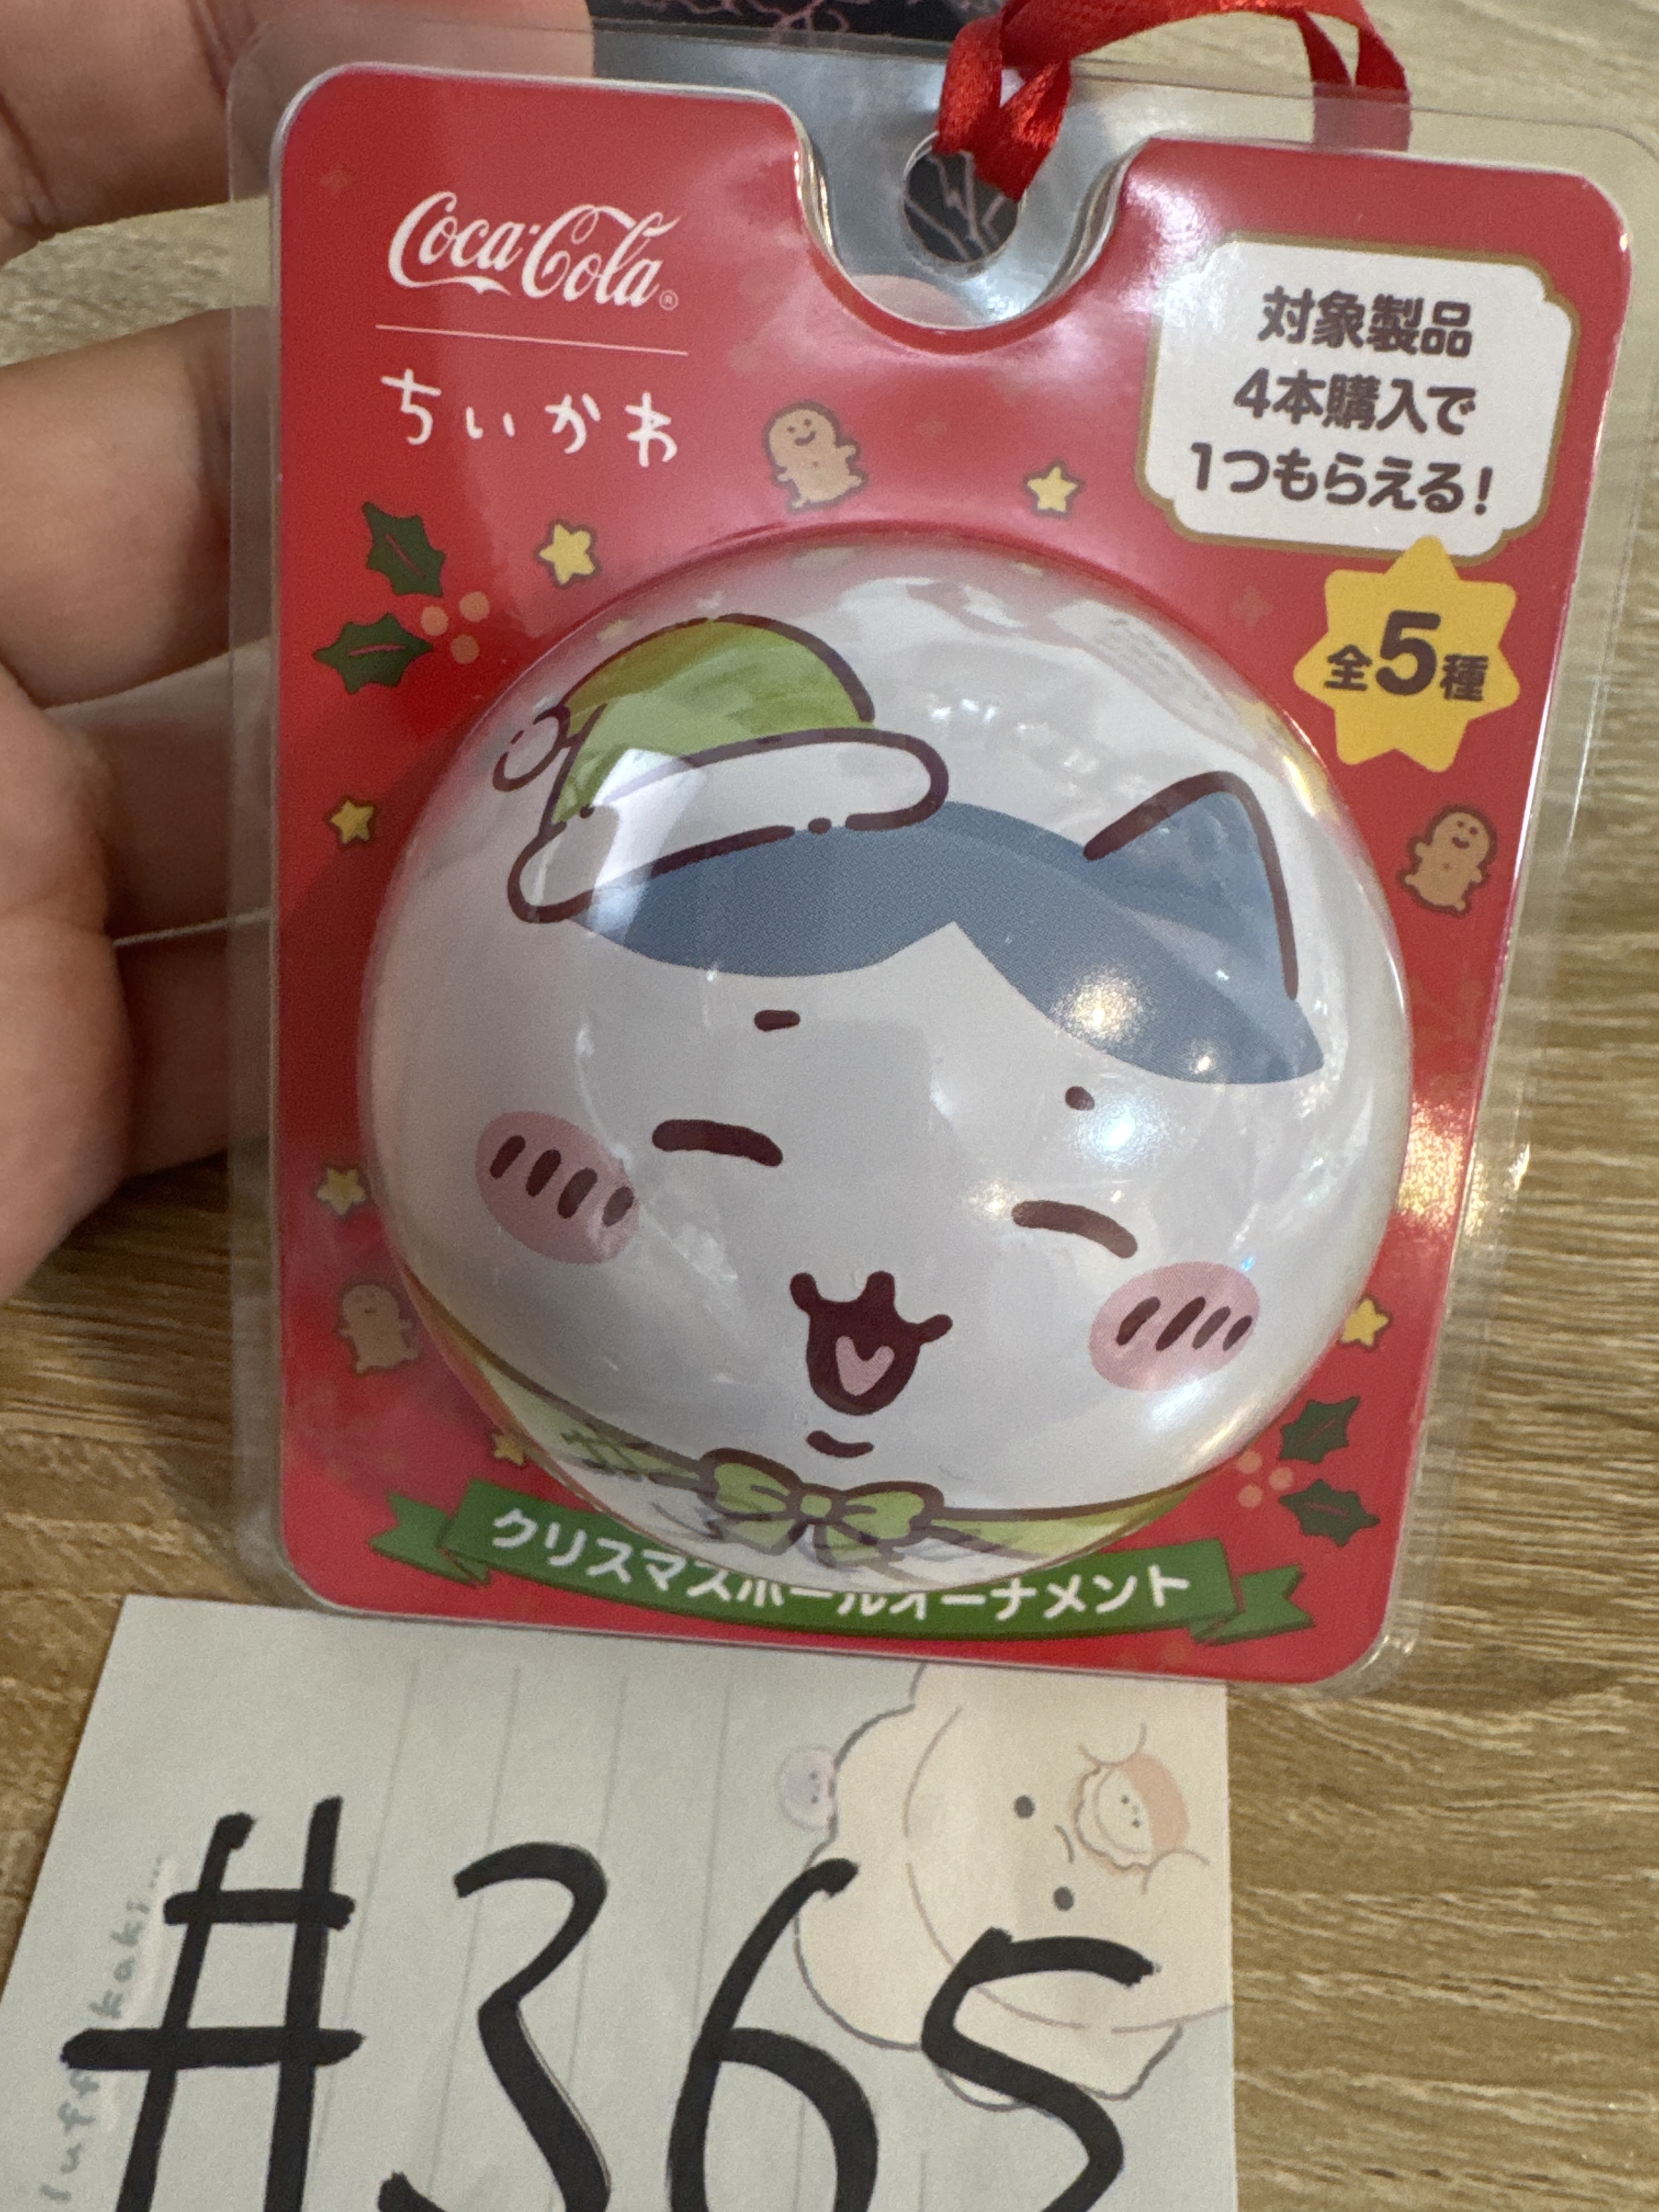 Coca-Cola®
ちいかわ
対象製品
4本購入で
1つもらえる!
全5種
クリスマスボールオーナメント
#365